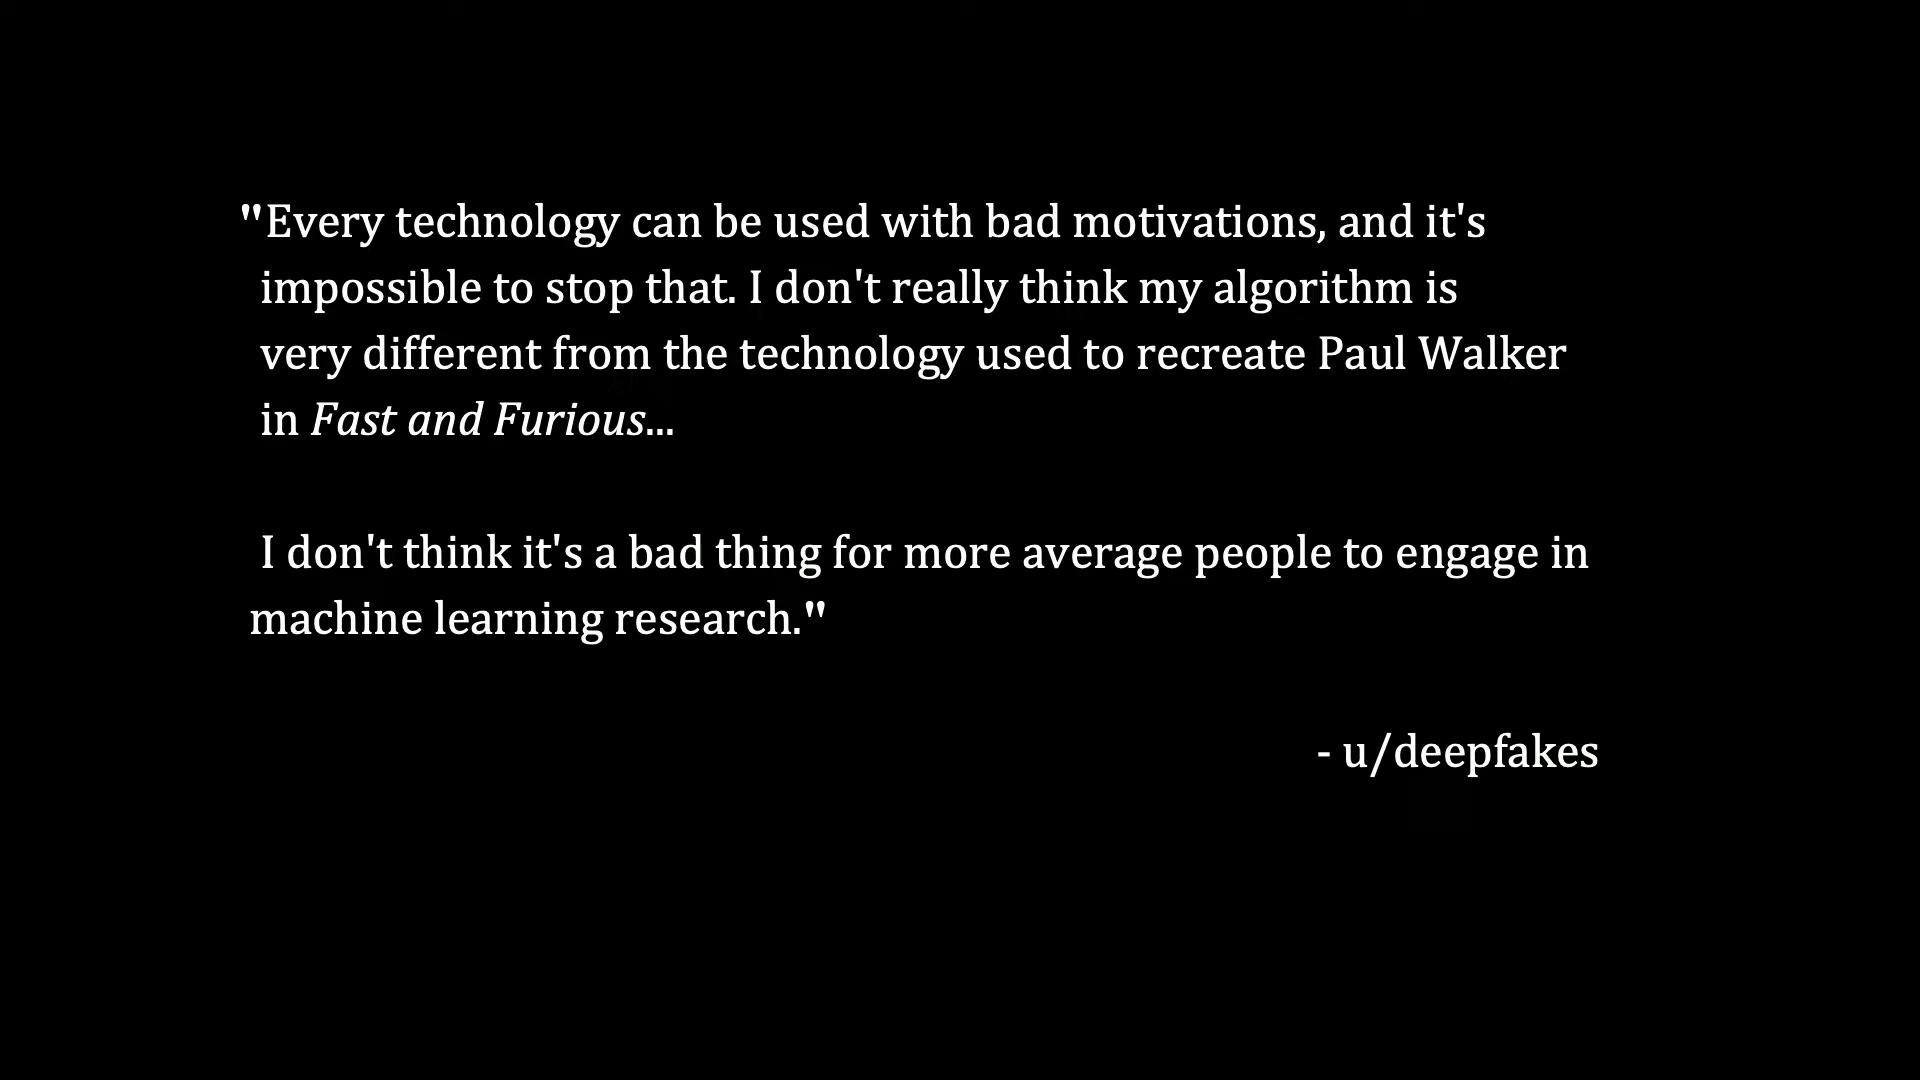 "Every technology can be used with bad motivations, and it's
impossible to stop that. I don't really think my algorithm is
very different from the technology used to recreate Paul Walker
in Fast and Furious...
I don't think it's a bad thing for more average people to engage in
machine learning research."
- u/deepfakes